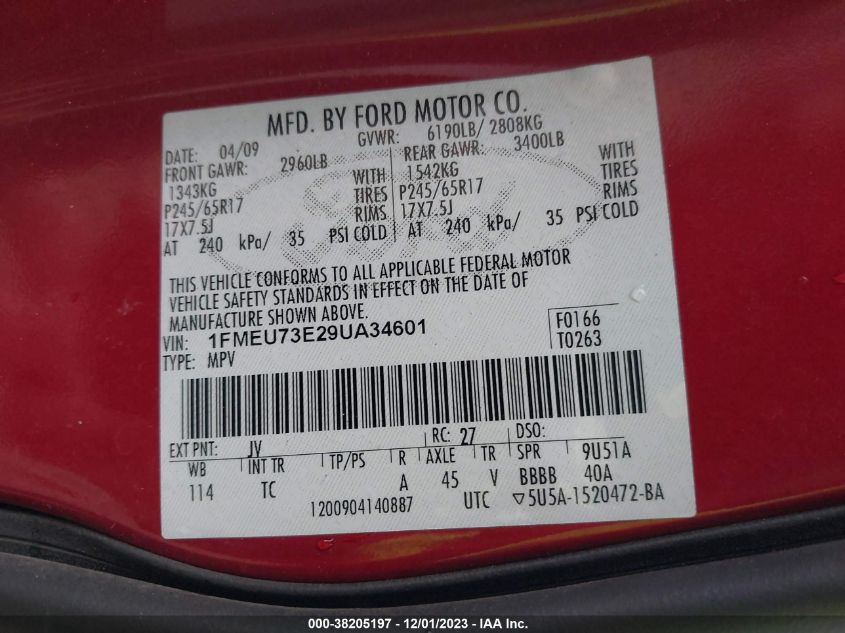 MFD. BY FORD MOTOR CO.
DATE: 04/09 GVWR: 6190LB/ 2808KG
FRONT GAWR: 2960LB REAR GAWR: 3400LB
1343KG WITH 1542KG WITH
P245/65R17 TIRES P245/65R17 TIRES
17X7.5J RIMS 17X7.5J RIMS
AT 240 kPa/ 35 PSI COLD AT 240 kPa/ 35 PSI COLD
THIS VEHICLE CONFORMS TO ALL APPLICABLE FEDERAL MOTOR
VEHICLE SAFETY STANDARDS IN EFFECT ON THE DATE OF
MANUFACTURE SHOWN ABOVE.
VIN: 1FMEU73E29UA34601 F0166
TYPE: MPV T0263
EXT PNT: JV RC: 27 DSO:
WB INT TR TP/PS R AXLE TR SPR 9U51A
114 TC A 45 V BBBB 40A
1200904140887 UTC ▽5U5A-1520472-BA
000-38205197 - 12/01/2023 - IAA Inc.